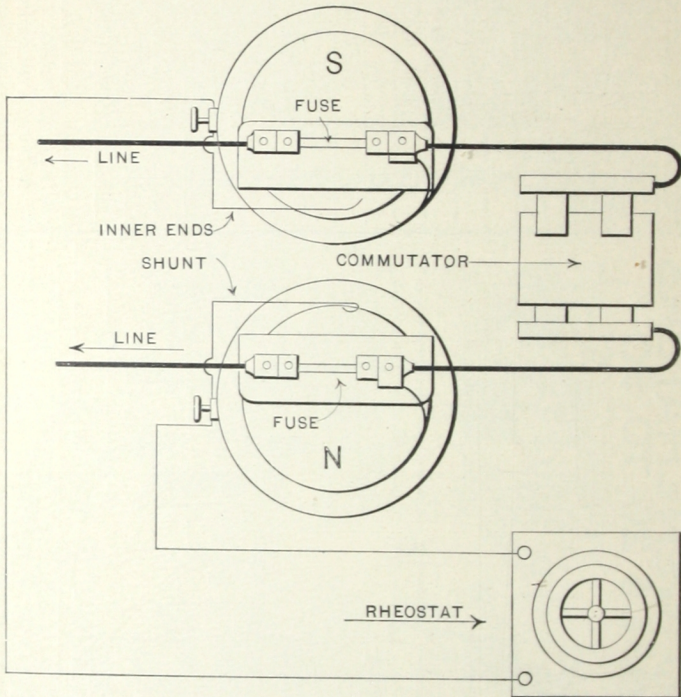 S
FUSE
LINE
INNER ENDS
SHUNT
COMMUTATOR
LINE
FUSE
N
RHEOSTAT